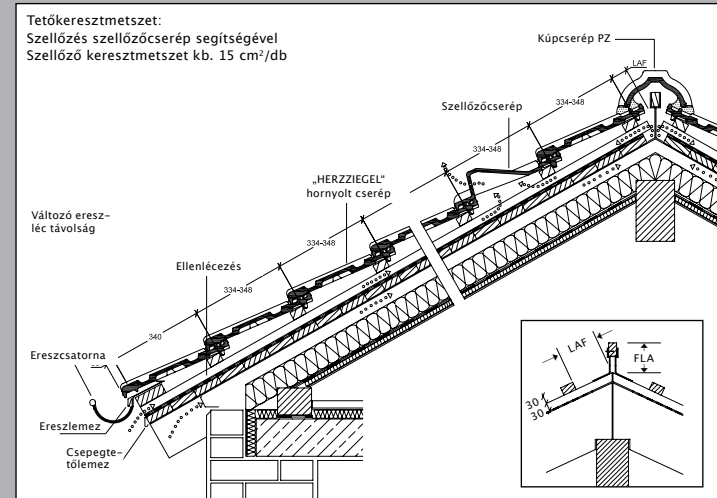 Tetőkeresztmetszet:
Szellőzés szellőzőcserép segítségével
Szellőző keresztmetszet kb. 15 cm²/db
Kúpcserép PZ
LAF
334-348
Szellőzőcserép
334-348
„HERZZIEGEL”
hornyolt cserép
334-348
Változó eresz-
léc távolság
Ellenlécezés
334-348
340
Ereszcsatorna
Ereszlemez
Csepegte-
tőlemez
LAF
FLA
30
30